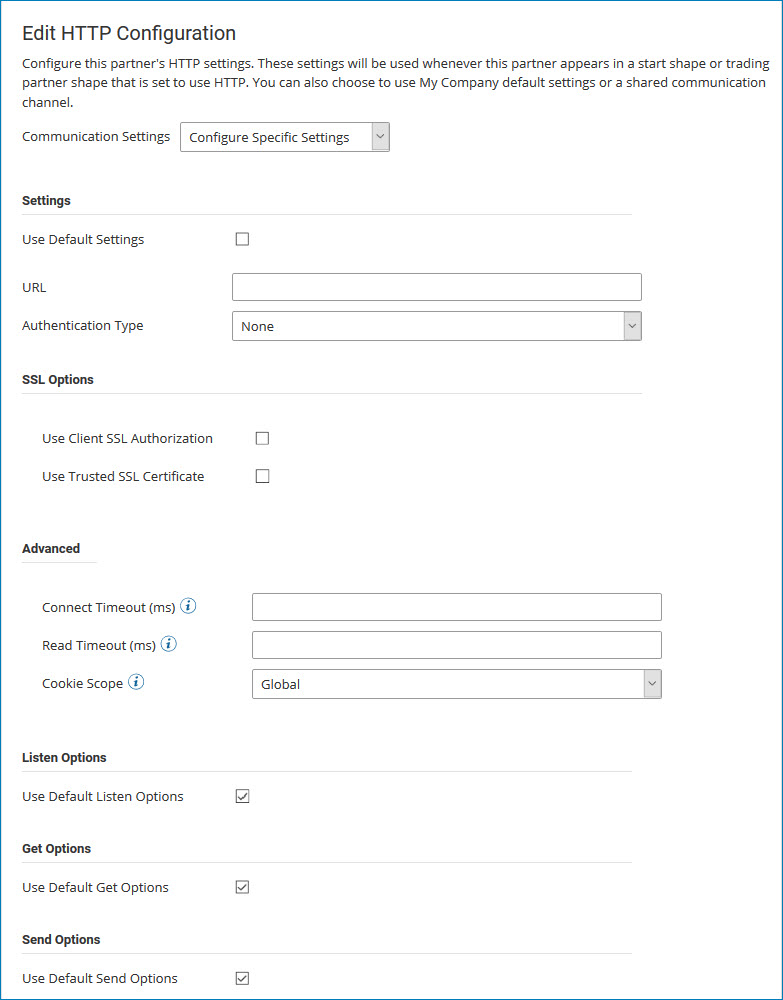 Edit HTTP Configuration
Configure this partner's HTTP settings. These settings will be used whenever this partner appears in a start shape or trading
partner shape that is set to use HTTP. You can also choose to use My Company default settings or a shared communication
channel.
Communication Settings Configure Specific Settings
Settings
Use Default Settings
URL
Authentication Type None
SSL Options
Use Client SSL Authorization
Use Trusted SSL Certificate
Advanced
Connect Timeout (ms) i
Read Timeout (ms) i
Cookie Scope i Global
Listen Options
Use Default Listen Options
Get Options
Use Default Get Options
Send Options
Use Default Send Options